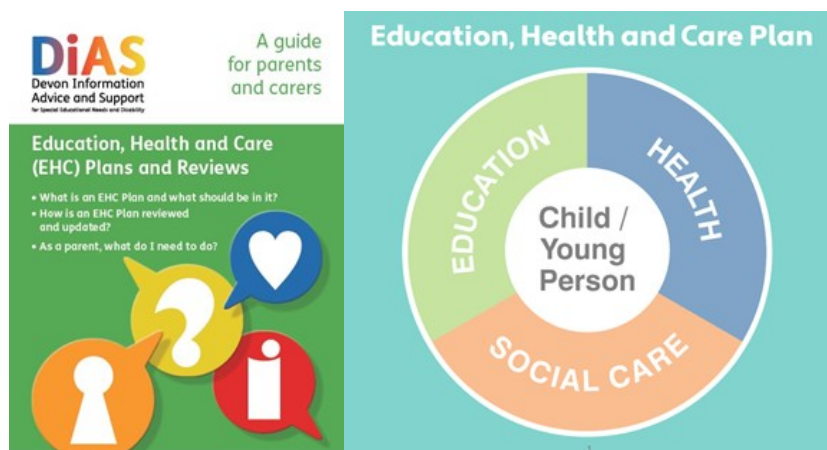 DiAS
Devon Information
Advice and Support
for Special Educational Needs and Disability
A guide
for parents
and carers
Education, Health and Care
(EHC) Plans and Reviews
• What is an EHC Plan and what should be in it?
• How is an EHC Plan reviewed
and updated?
• As a parent, what do I need to do?
?
i
Education, Health and Care Plan
EDUCATION
HEALTH
Child /
Young
Person
SOCIAL CARE